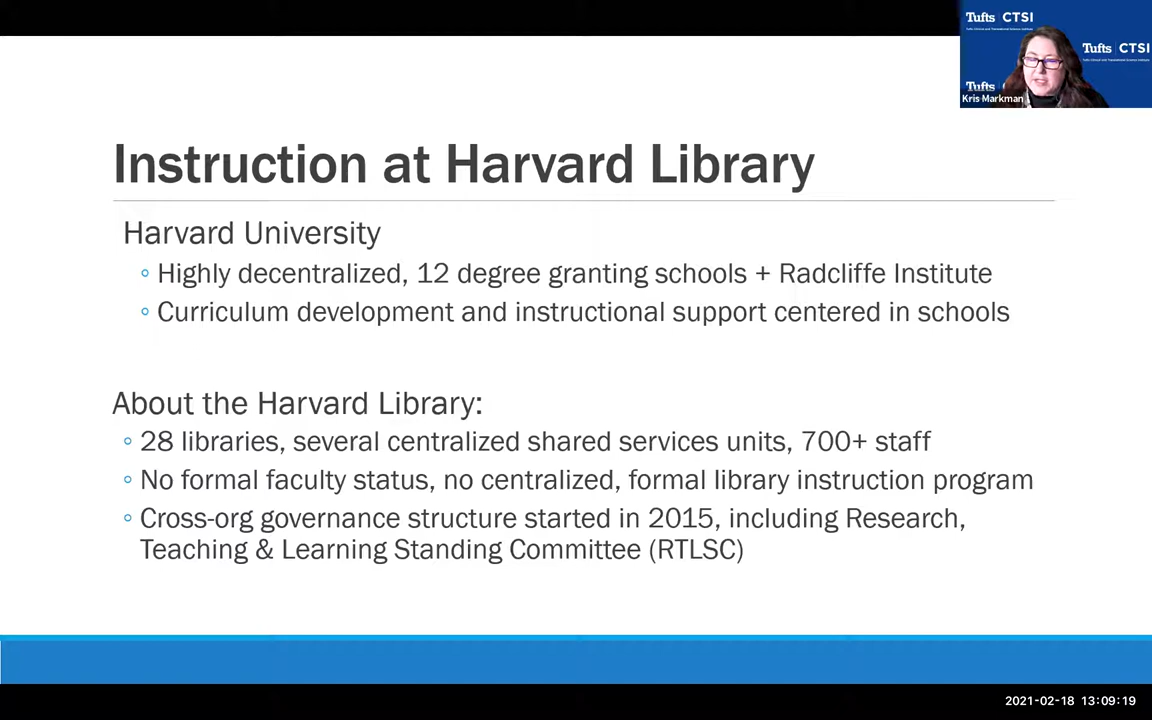 Tufts CTSI
Tufts CTSI
Tufts
Kris Markman
Instruction at Harvard Library
Harvard University
Highly decentralized, 12 degree granting schools + Radcliffe Institute
Curriculum development and instructional support centered in schools
About the Harvard Library:
28 libraries, several centralized shared services units, 700+ staff
No formal faculty status, no centralized, formal library instruction program
Cross-org governance structure started in 2015, including Research,
Teaching & Learning Standing Committee (RTLSC)
2021-02-18 13:09:19